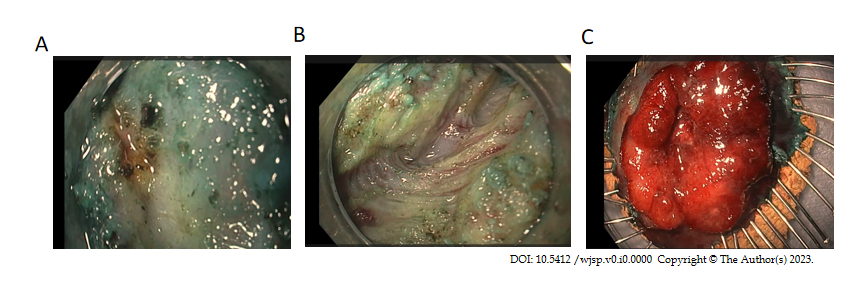 A
B
C
DOI: 10.5412 /wjsp.v0.i0.0000 Copyright © The Author(s) 2023.